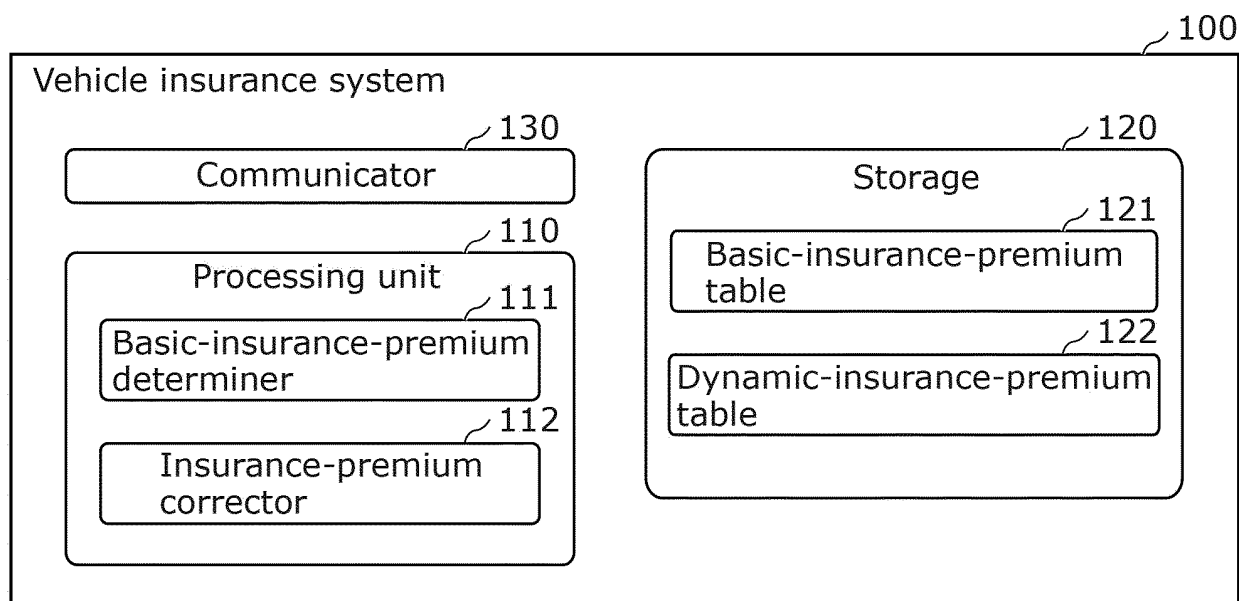 100
Vehicle insurance system
130
Communicator
110
Processing unit
111
Basic-insurance-premium
determiner
112
Insurance-premium
corrector
120
Storage
121
Basic-insurance-premium
table
122
Dynamic-insurance-premium
table